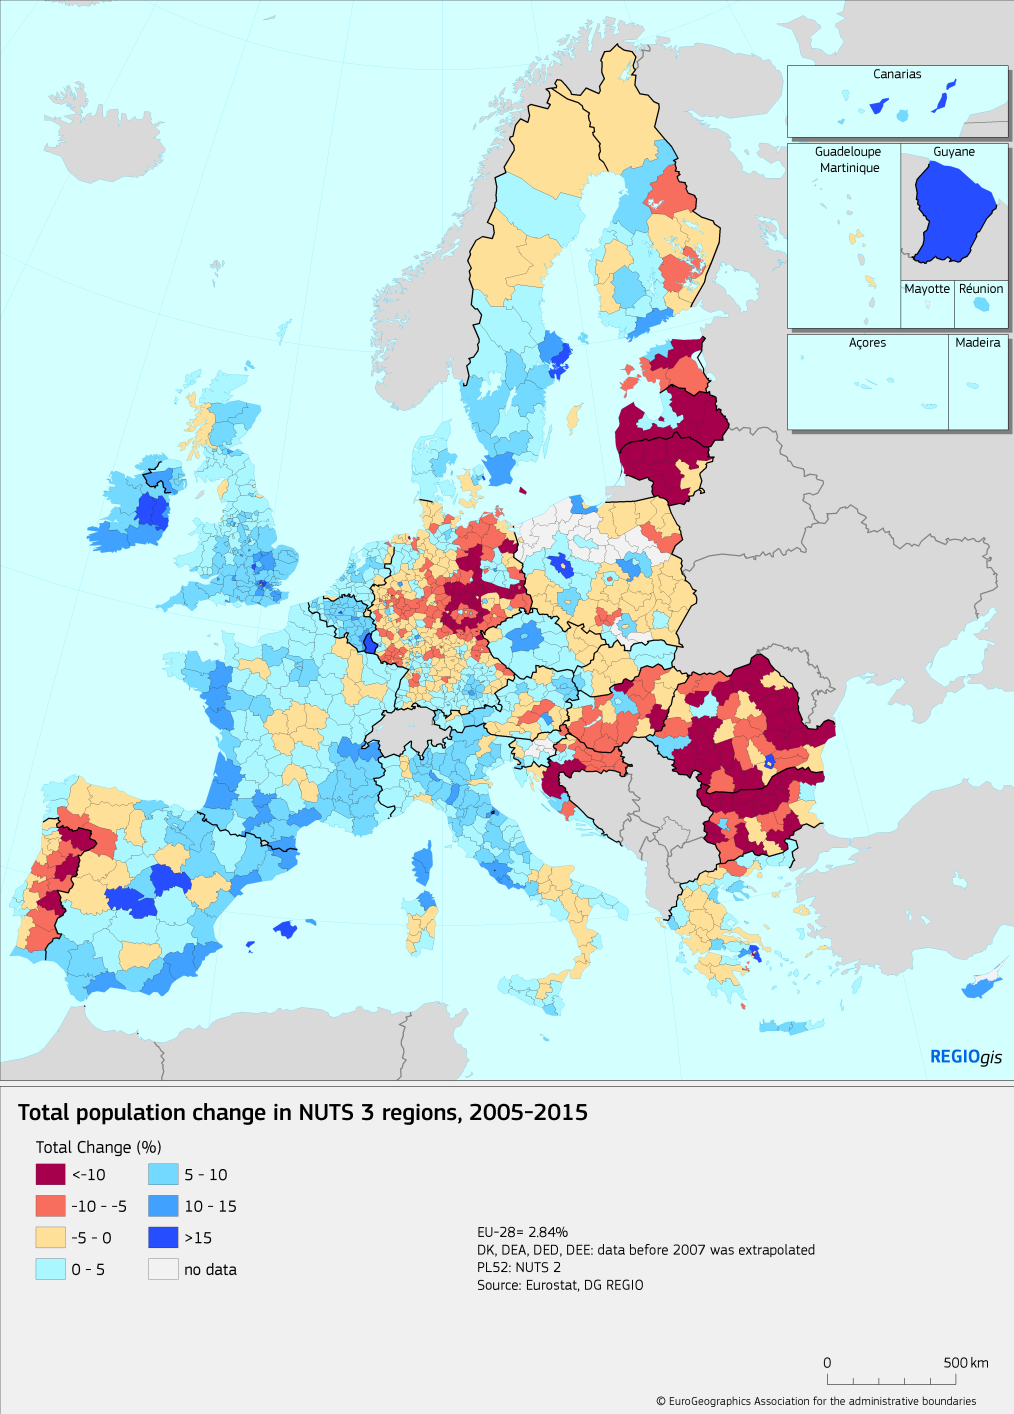 Canarias
Guadeloupe
Martinique
Guyane
Mayotte
Réunion
Açores
Madeira
REGIOgis
Total population change in NUTS 3 regions, 2005-2015
Total Change (%)
<-10
-10 - -5
-5 - 0
0 - 5
5 - 10
10 - 15
>15
no data
EU-28= 2.84%
DK, DEA, DED, DEE: data before 2007 was extrapolated
PL52: NUTS 2
Source: Eurostat, DG REGIO
0 500 km
© EuroGeographics Association for the administrative boundaries